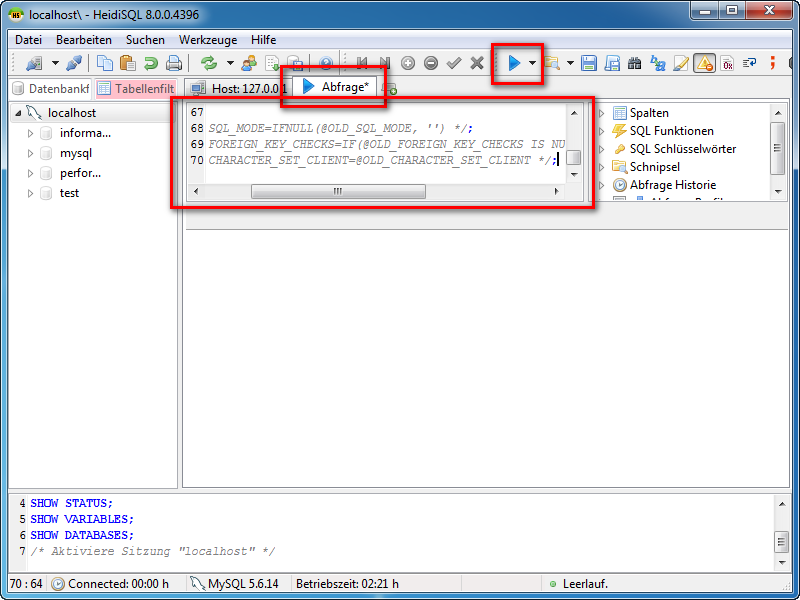 localhost\ - HeidiSQL 8.0.0.4396
Datei Bearbeiten Suchen Werkzeuge Hilfe
Datenbankf Tabellenfilt Host: 127.0.0.1 Abfrage*
localhost
informa...
mysql
perfor...
test
67
68 SQL_MODE=IFNULL(@OLD_SQL_MODE, '') */;
69 FOREIGN_KEY_CHECKS=IF(@OLD_FOREIGN_KEY_CHECKS IS NU
70 CHARACTER_SET_CLIENT=@OLD_CHARACTER_SET_CLIENT */;
Spalten
SQL Funktionen
SQL Schlüsselwörter
Schnipsel
Abfrage Historie
4 SHOW STATUS;
5 SHOW VARIABLES;
6 SHOW DATABASES;
7 /* Aktiviere Sitzung "localhost" */
70 : 64 Connected: 00:00 h MySQL 5.6.14 Betriebszeit: 02:21 h Leerlauf.